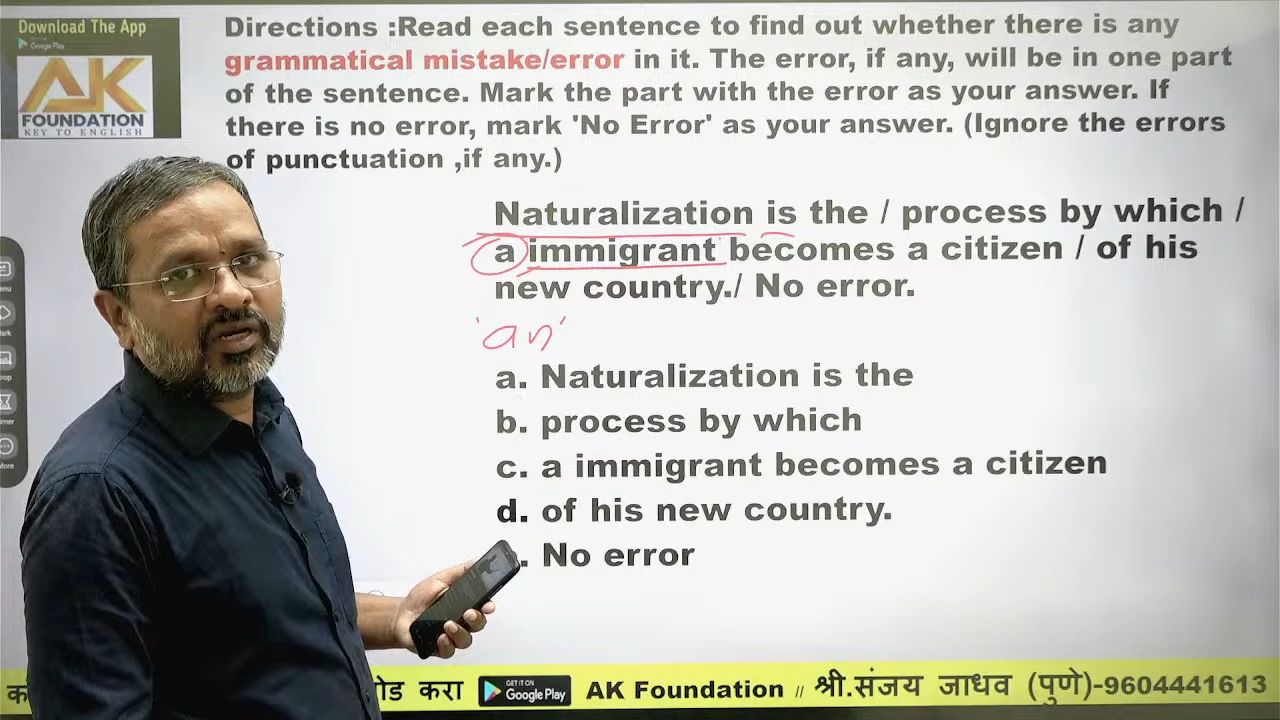 Download The App
Google Play
AK
FOUNDATION
KEY TO ENGLISH
Directions :Read each sentence to find out whether there is any
grammatical mistake/error in it. The error, if any, will be in one part
of the sentence. Mark the part with the error as your answer. If
there is no error, mark 'No Error' as your answer. (Ignore the errors
of punctuation ,if any.)
Naturalization is the / process by which /
a immigrant becomes a citizen / of his
new country./ No error.
'an'
a. Naturalization is the
b. process by which
c. a immigrant becomes a citizen
d. of his new country.
. No error
More
करा
GET IT ON
Google Play
AK Foundation // श्री.संजय जाधव (पुणे)-9604441613